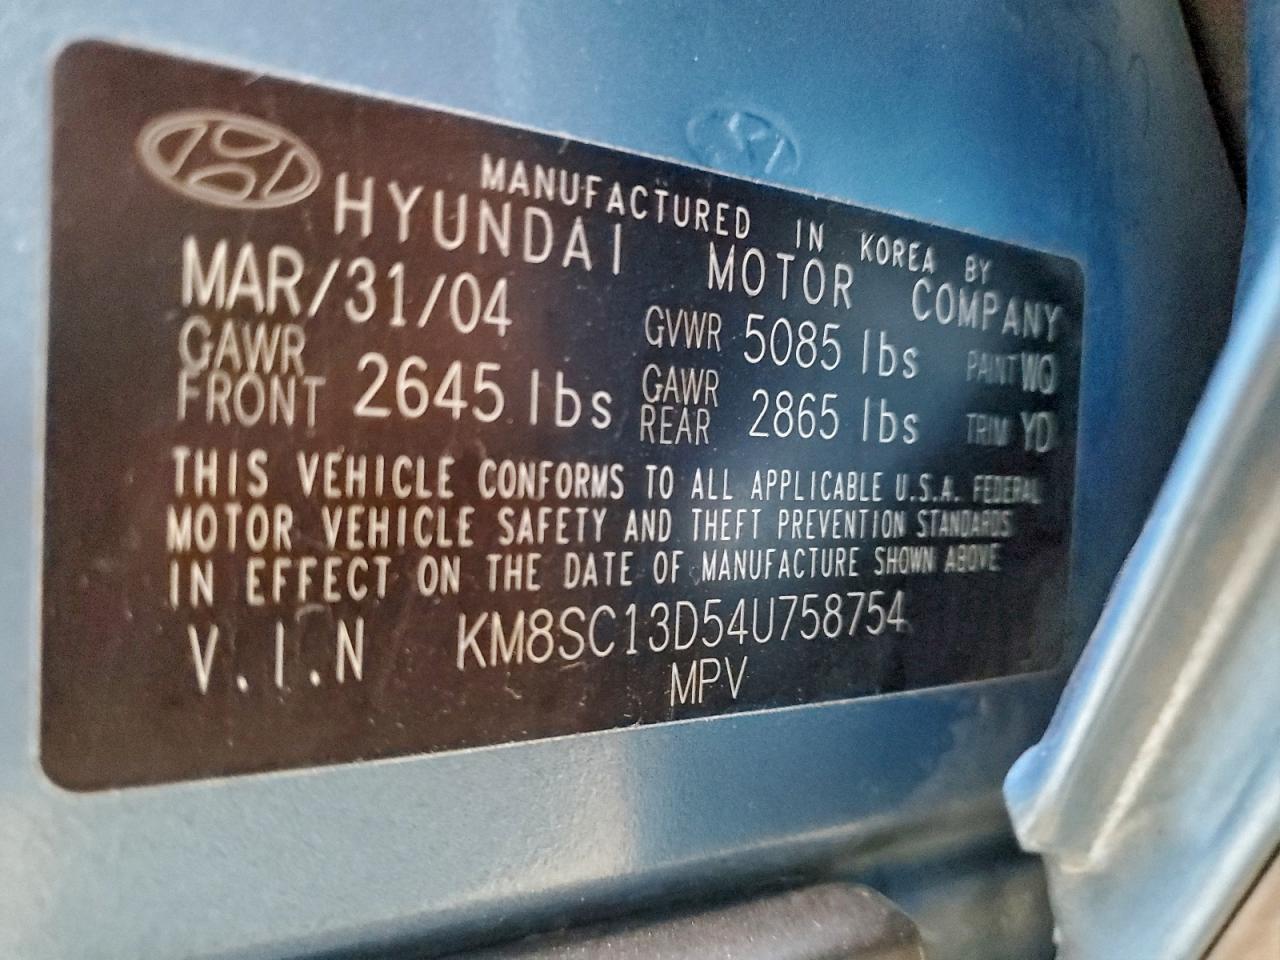 MANUFACTURED IN KOREA BY
HYUNDAI MOTOR COMPANY
MAR/31/04 GVWR 5085 lbs PAINT WO
GAWR FRONT 2645 lbs GAWR REAR 2865 lbs TRIM YD
THIS VEHICLE CONFORMS TO ALL APPLICABLE U.S.A. FEDERAL
MOTOR VEHICLE SAFETY AND THEFT PREVENTION STANDARDS
IN EFFECT ON THE DATE OF MANUFACTURE SHOWN ABOVE
V.I.N KM8SC13D54U758754
MPV